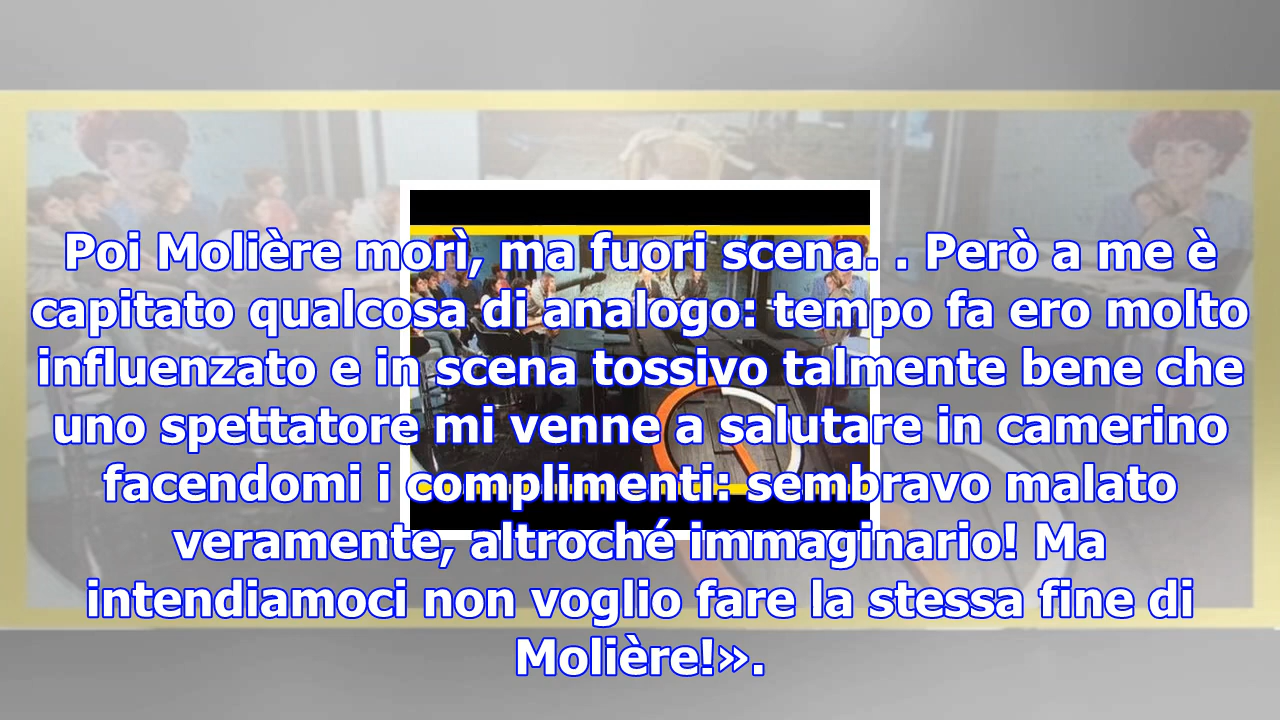 Poi Molière morì, ma fuori scena. . Però a me è
capitato qualcosa di analogo: tempo fa ero molto
influenzato e in scena tossivo talmente bene che
uno spettatore mi venne a salutare in camerino
facendomi i complimenti: sembravo malato
veramente, altroché immaginario! Ma
intendiamoci non voglio fare la stessa fine di
Molière!».